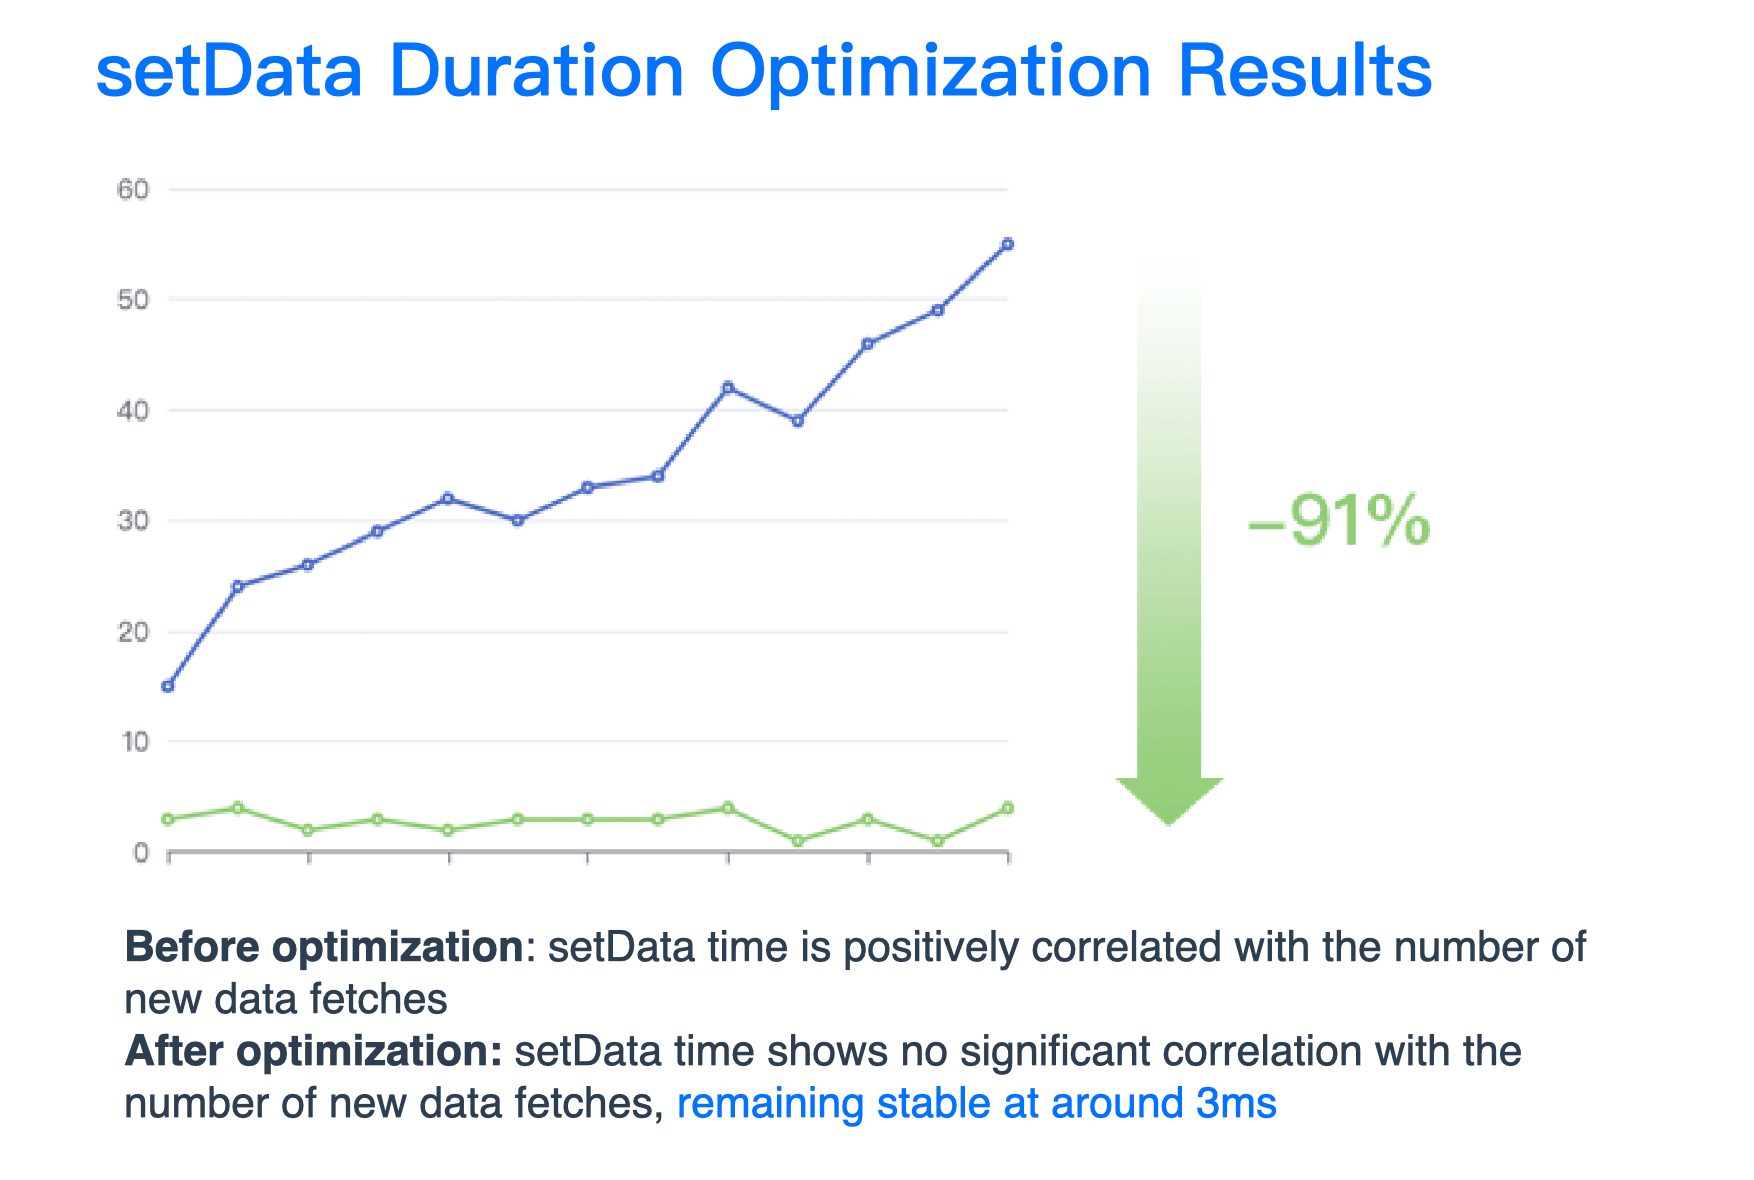 setData Duration Optimization Results
60
50
40
30
20
10
0
–91%
Before optimization: setData time is positively correlated with the number of
new data fetches
After optimization: setData time shows no significant correlation with the
number of new data fetches, remaining stable at around 3ms